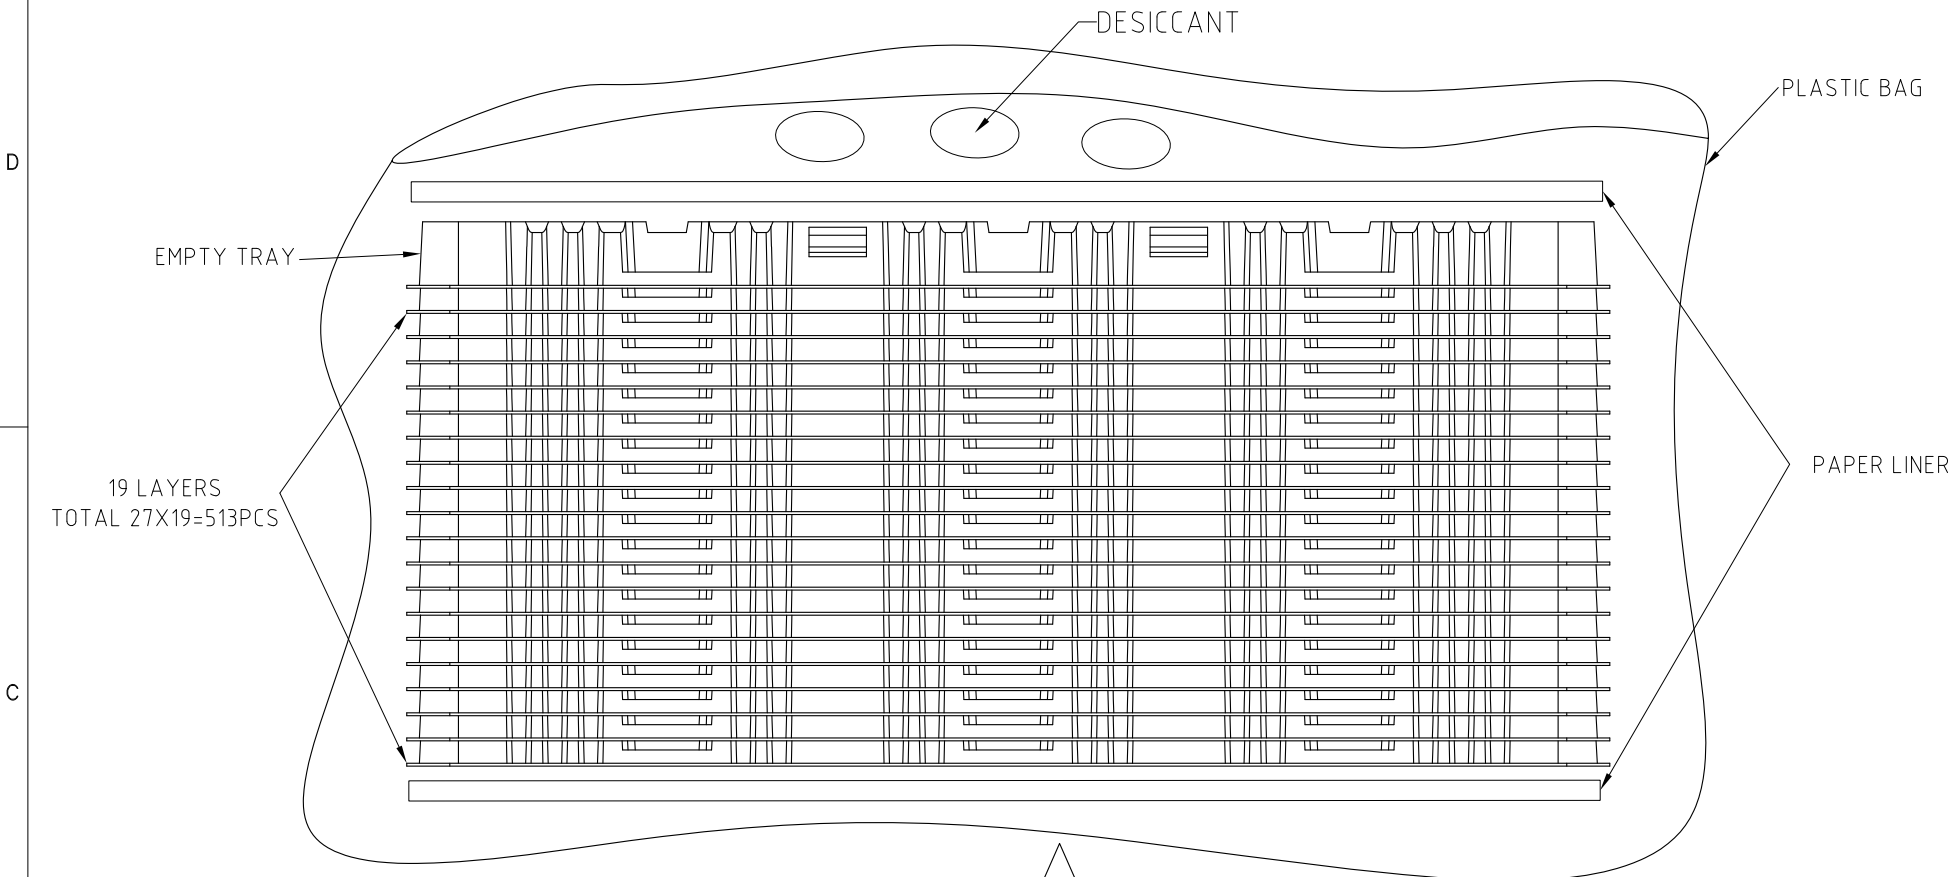 DESICCANT
PLASTIC BAG
D
EMPTY TRAY
PAPER LINER
19 LAYERS
TOTAL 27X19=513PCS
C